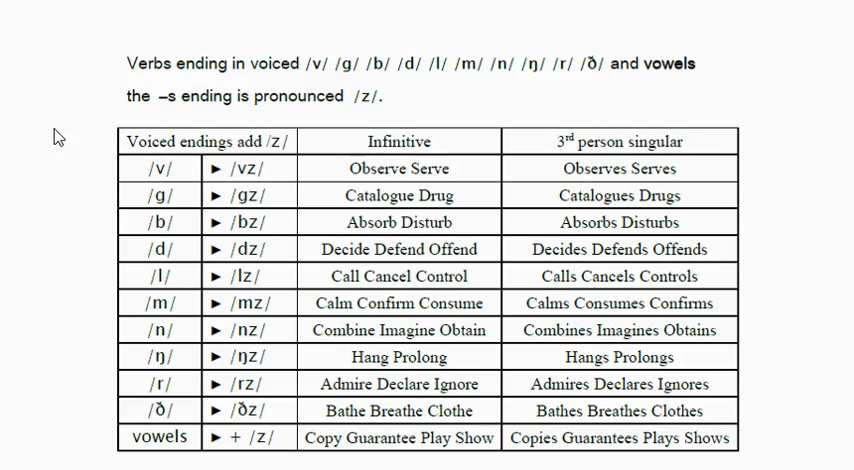 Verbs ending in voiced /v/ /g/ /b/ /d/ /l/ /m/ /n/ /ŋ/ /r/ /ð/ and vowels
the –s ending is pronounced /z/.
Voiced endings add /z/ Infinitive 3rd person singular
/v/ ► /vz/ Observe Serve Observes Serves
/g/ ► /gz/ Catalogue Drug Catalogues Drugs
/b/ ► /bz/ Absorb Disturb Absorbs Disturbs
/d/ ► /dz/ Decide Defend Offend Decides Defends Offends
/l/ ► /lz/ Call Cancel Control Calls Cancels Controls
/m/ ► /mz/ Calm Confirm Consume Calms Consumes Confirms
/n/ ► /nz/ Combine Imagine Obtain Combines Imagines Obtains
/ŋ/ ► /ŋz/ Hang Prolong Hangs Prolongs
/r/ ► /rz/ Admire Declare Ignore Admires Declares Ignores
/ð/ ► /ðz/ Bathe Breathe Clothe Bathes Breathes Clothes
vowels ► + /z/ Copy Guarantee Play Show Copies Guarantees Plays Shows